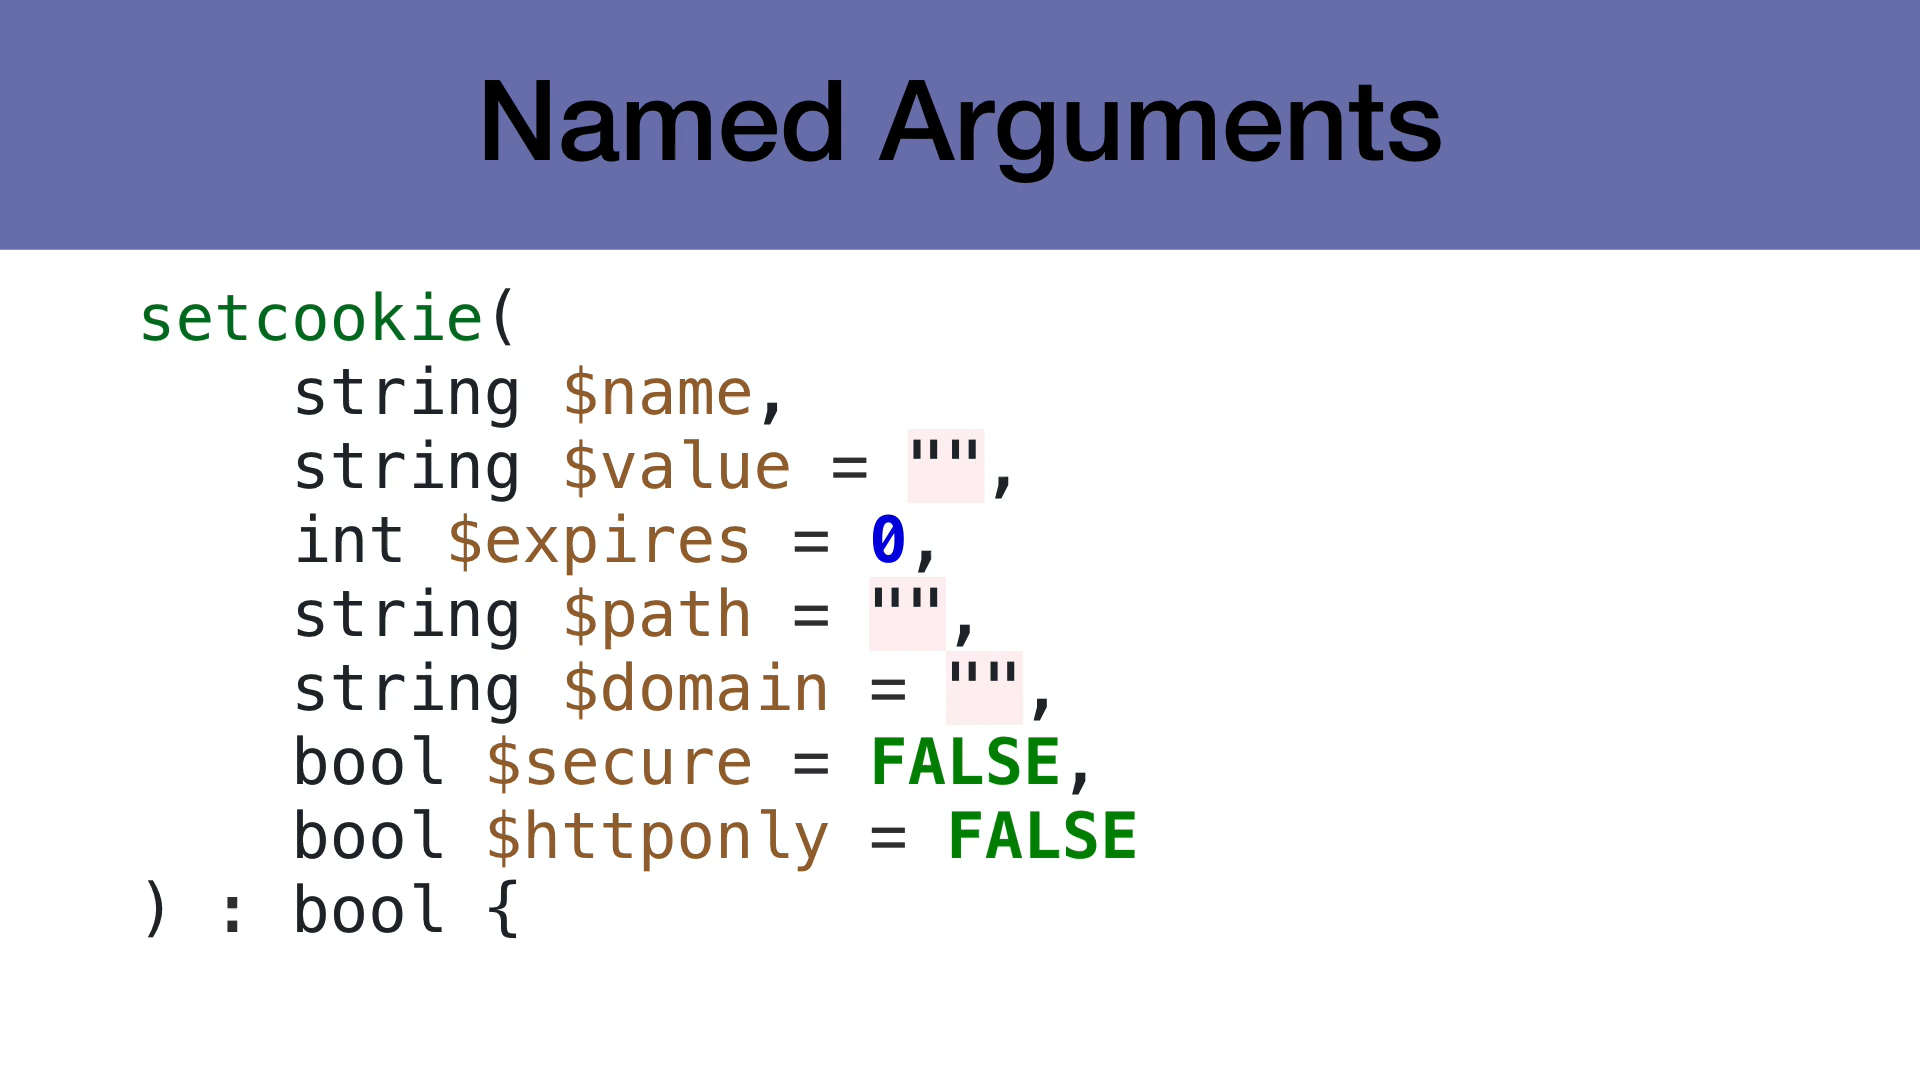 Named Arguments
setcookie(
    string $name,
    string $value = "",
    int $expires = 0,
    string $path = "",
    string $domain = "",
    bool $secure = FALSE,
    bool $httponly = FALSE
) : bool {